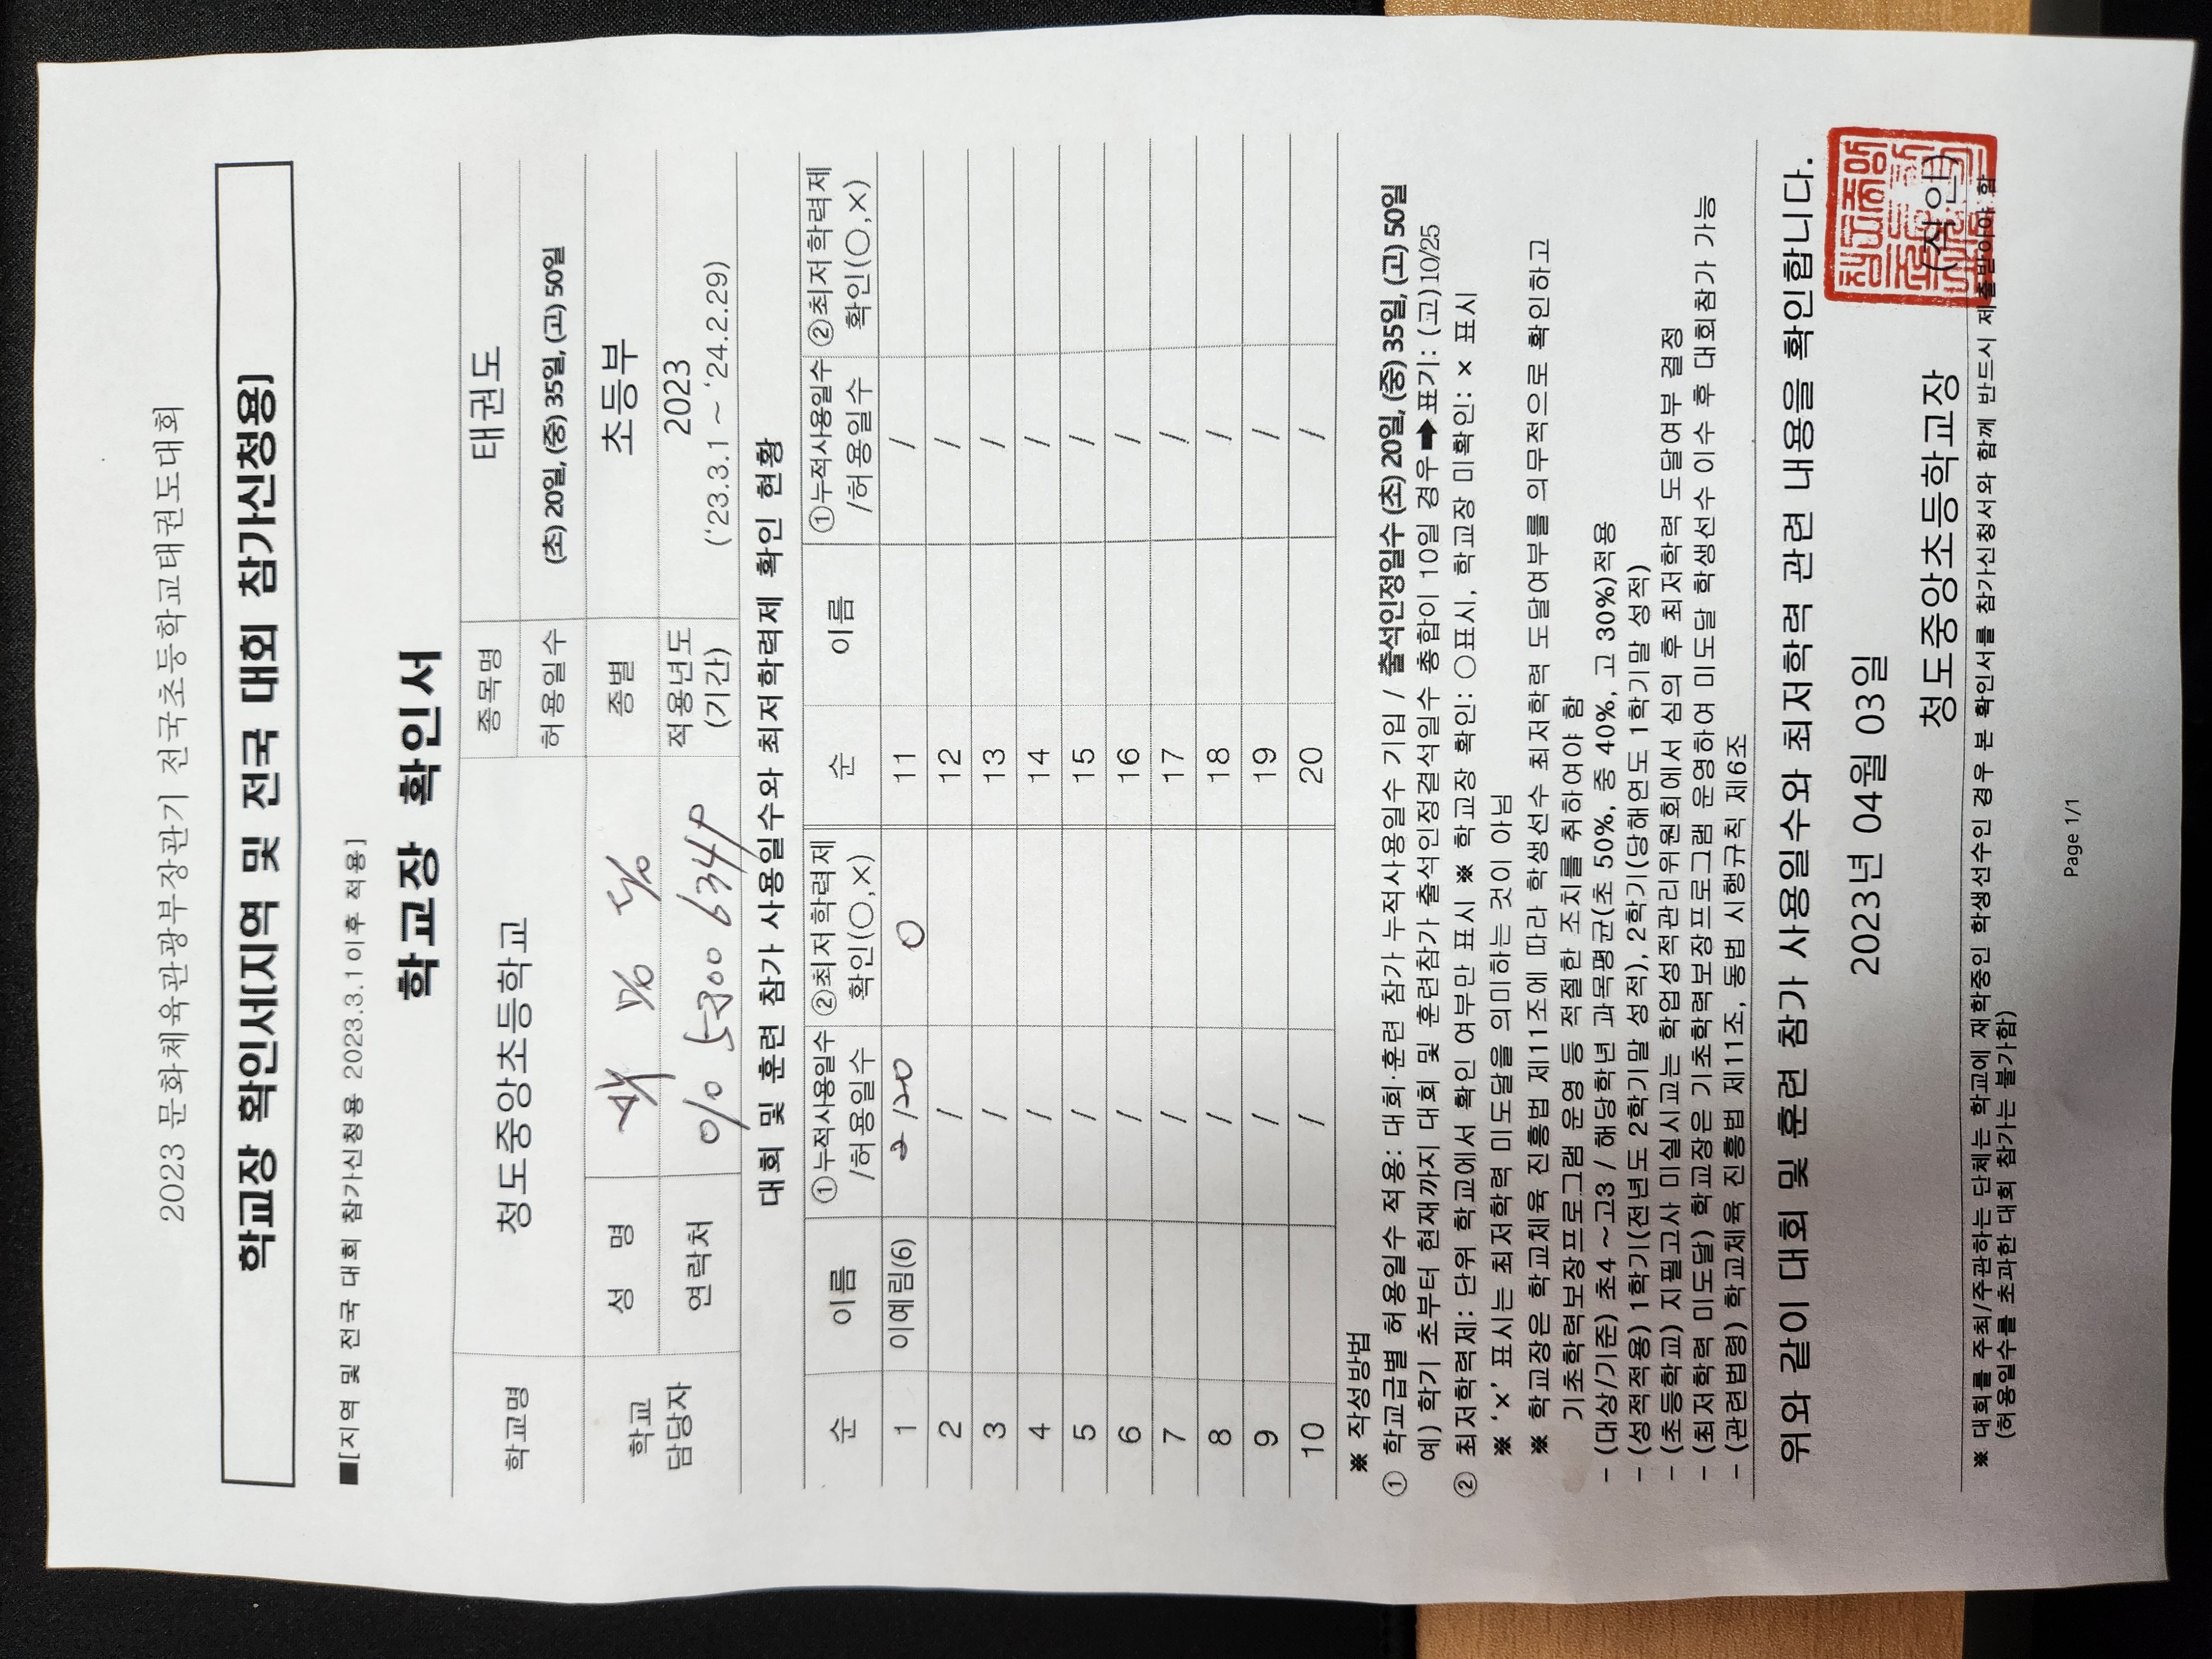 2023 문화체육관광부장관기 전국초등학교태권도대회
학교장 확인서[지역 및 전국 대회 참가신청용]
■[지역 및 전국 대회 참가신청용 2023.3.1이후 적용]
학교장 확인서
학교명 청도중앙초등학교 종목명 태권도
허용일수 (초) 20일, (중) 35일, (고) 50일
학교 담당자 성 명 종별 초등부
연락처 적용년도 (기간) 2023 ('23.3.1 ~ '24.2.29)
대회 및 훈련 참가 사용일수와 최저학력제 확인 현황
순 이름 ①누적사용일수 /허용일수 ②최저학력제 확인(○,×) 순 이름 ①누적사용일수 /허용일수 ②최저학력제 확인(○,×)
1 이예림(6) 2/20 O 11 /
2 / 12 /
3 / 13 /
4 / 14 /
5 / 15 /
6 / 16 /
7 / 17 /
8 / 18 /
9 / 19 /
10 / 20 /
※ 작성방법
① 학교급별 허용일수 적용: 대회·훈련 참가 누적사용일수 기입 / 출석인정일수 (초) 20일, (중) 35일, (고) 50일
예) 학기 초부터 현재까지 대회 및 훈련참가 출석인정결석일수 총합이 10일 경우➡표기: (고)10/25
② 최저학력제: 단위 학교에서 확인 여부만 표시 ※ 학교장 확인: ○표시, 학교장 미확인: × 표시
※ '×' 표시는 최저학력 미도달을 의미하는 것이 아님
※ 학교장은 학교체육 진흥법 제11조에 따라 학생선수 최저학력 도달여부를 의무적으로 확인하고
기초학력보장프로그램 운영 등 적절한 조치를 취하여야 함
- (대상/기준) 초4 ~고3 / 해당학년 과목평균(초 50%, 중 40%, 고 30%)적용
- (성적적용) 1학기(전년도 2학기말 성적), 2학기(당해연도 1학기말 성적)
- (초등학교) 지필고사 미실시교는 학업성적관리위원회에서 심의 후 최저학력 도달여부 결정
- (최저학력 미도달) 학교장은 기초학력보장프로그램 운영하여 미도달 학생선수 이수 후 대회참가 가능
- (관련법령) 학교체육 진흥법 제11조, 동법 시행규칙 제6조
위와 같이 대회 및 훈련 참가 사용일수와 최저학력 관련 내용을 확인합니다.
2023년 04월 03일
청도중앙초등학교장 (직인)
※ 대회를 주최/주관하는 단체는 학교에 재학중인 학생선수인 경우 본 확인서를 참가신청서와 함께 반드시 제출받아야 함
(허용일수를 초과한 대회 참가는 불가함)
Page 1/1